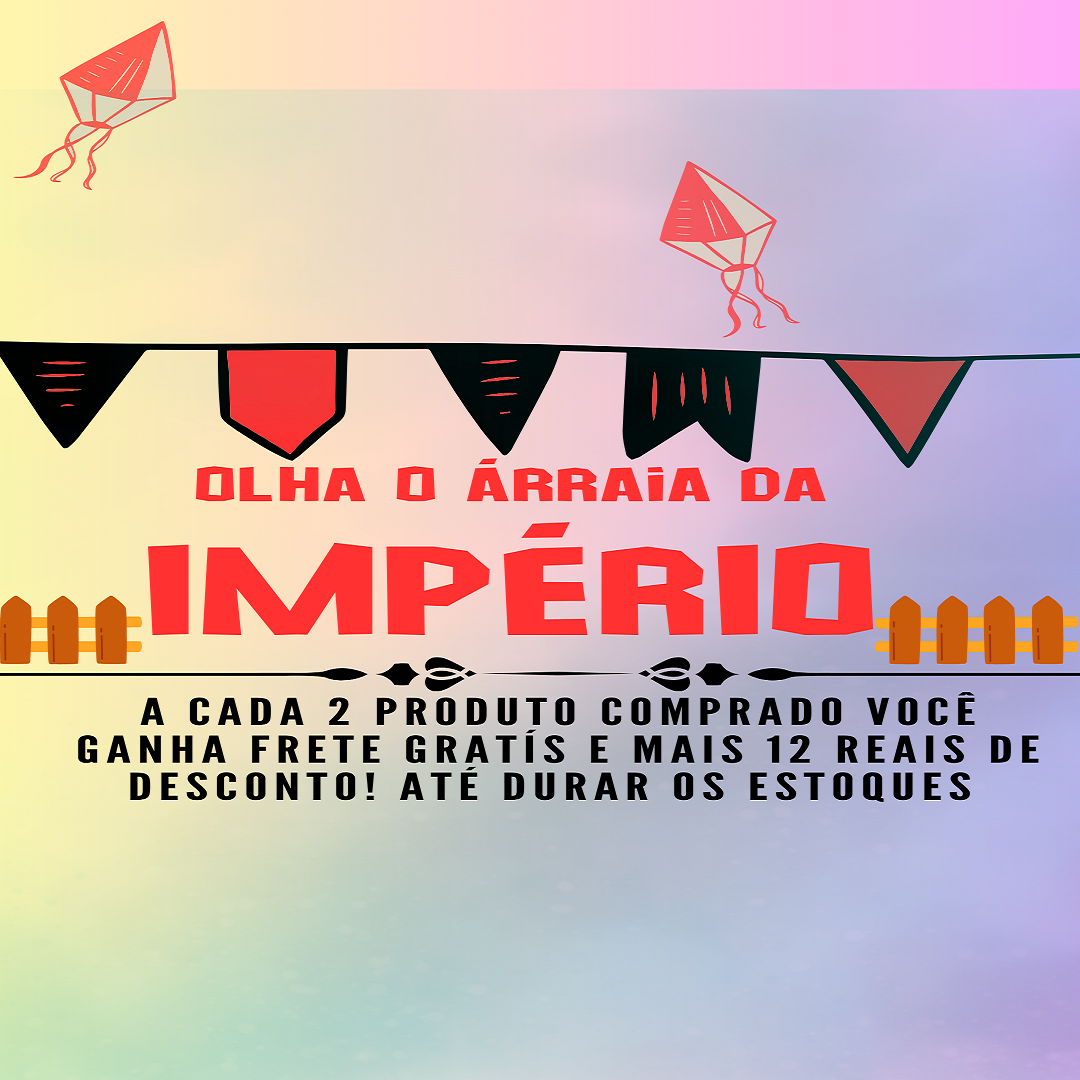 OLHA O ÁRRAiA DA
IMPÉRIO
A CADA 2 PRODUTO COMPRADO VOCÊ
GANHA FRETE GRATÍS E MAIS 12 REAIS DE
DESCONTO! ATÉ DURAR OS ESTOQUES